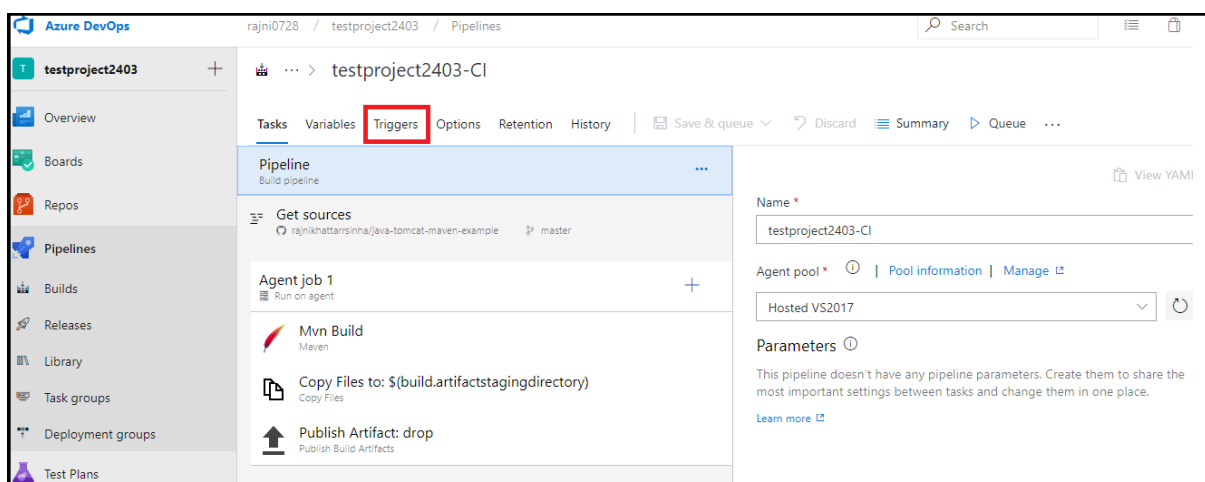 Azure DevOps
rajni0728 / testproject2403 / Pipelines
Search
T testproject2403
... > testproject2403-CI
Overview
Boards
Repos
Pipelines
Builds
Releases
Library
Task groups
Deployment groups
Test Plans
Tasks Variables Triggers Options Retention History Save & queue Discard Summary Queue ...
Pipeline
Build pipeline
Get sources
rajnikhattarrsinha/java-tomcat-maven-example master
Agent job 1
Run on agent
Mvn Build
Maven
Copy Files to: $(build.artifactstagingdirectory)
Copy Files
Publish Artifact: drop
Publish Build Artifacts
View YAML
Name *
testproject2403-CI
Agent pool * | Pool information | Manage
Hosted VS2017
Parameters
This pipeline doesn't have any pipeline parameters. Create them to share the
most important settings between tasks and change them in one place.
Learn more